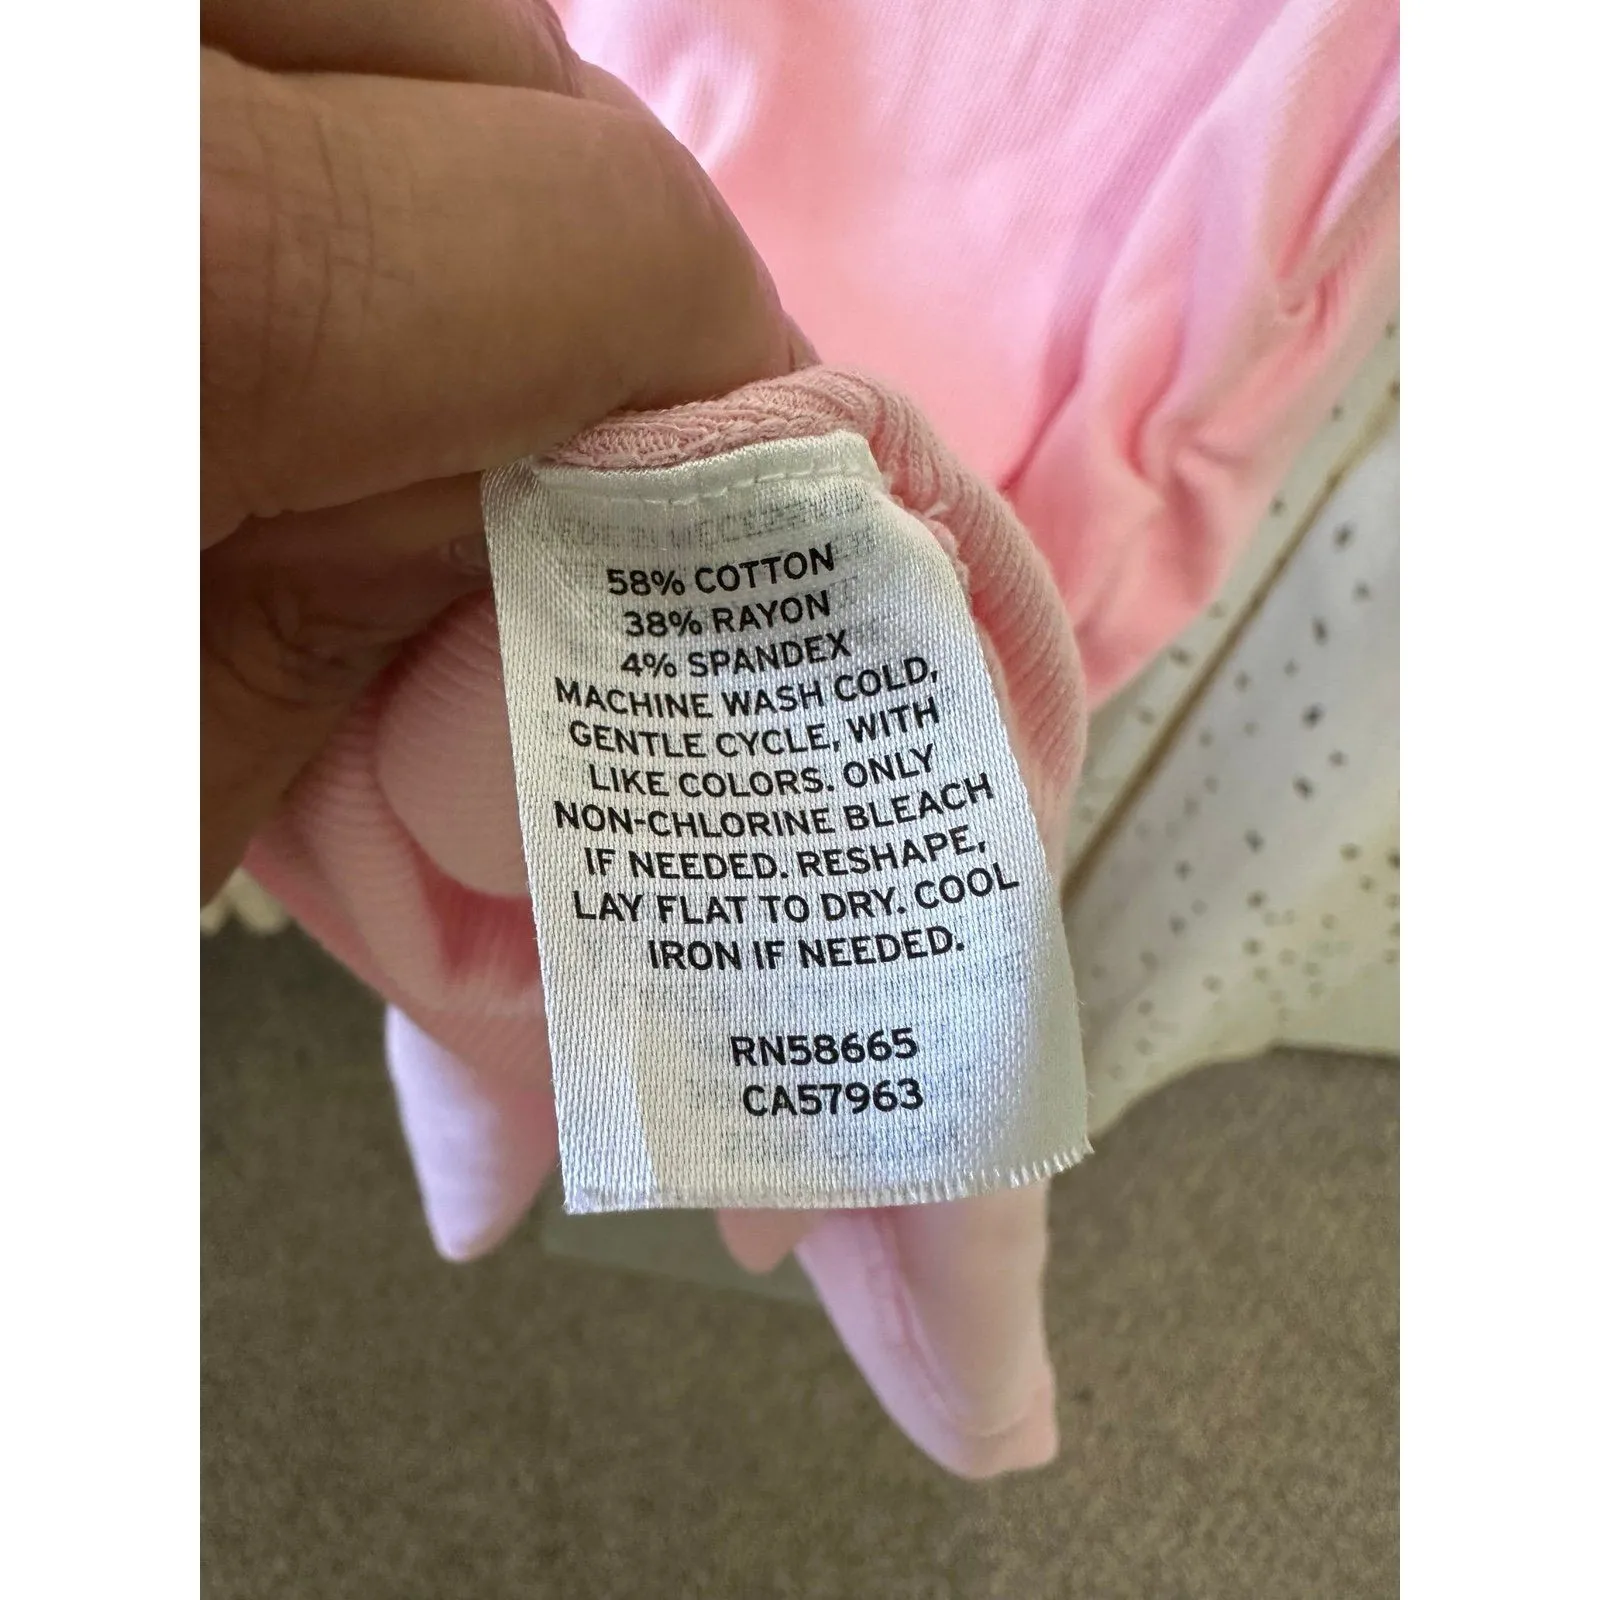 58% COTTON
38% RAYON
4% SPANDEX
MACHINE WASH COLD,
GENTLE CYCLE, WITH
LIKE COLORS. ONLY
NON-CHLORINE BLEACH
IF NEEDED. RESHAPE,
LAY FLAT TO DRY. COOL
IRON IF NEEDED.
RN58665
CA57963